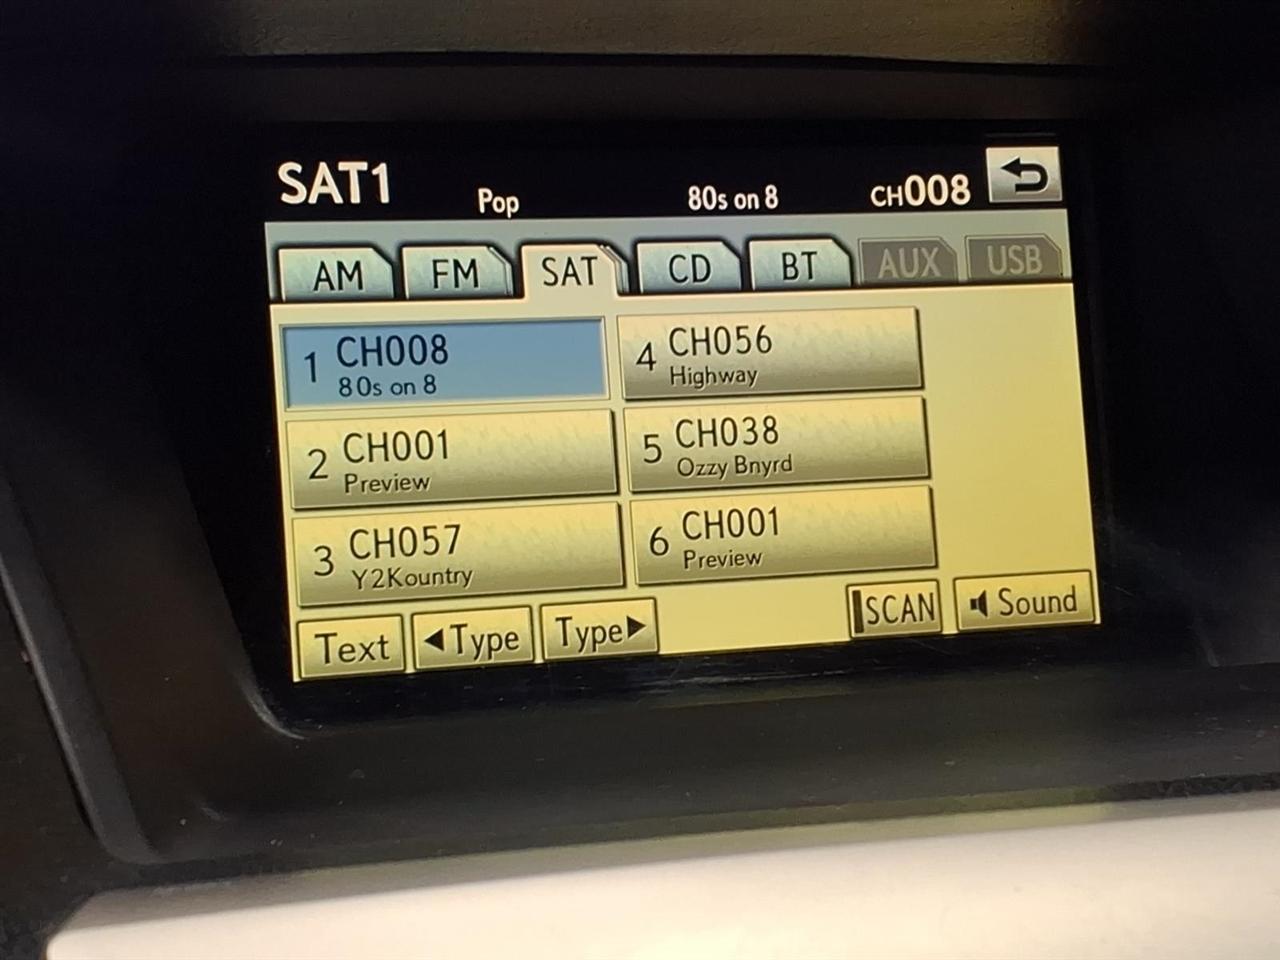 SAT1 Pop 80s on 8 CH008
AM FM SAT CD BT AUX USB
1 CH008
80s on 8
4 CH056
Highway
2 CH001
Preview
5 CH038
Ozzy Bnyrd
3 CH057
Y2Kountry
6 CH001
Preview
Text ◀Type Type▶ SCAN Sound